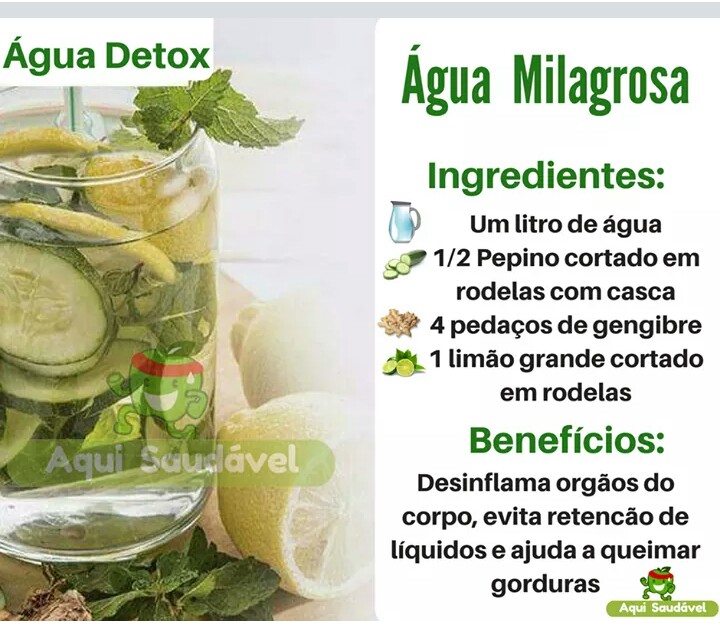 Água Detox
Aqui Saudável
Água Milagrosa
Ingredientes:
Um litro de água
1/2 Pepino cortado em
rodelas com casca
4 pedaços de gengibre
1 limão grande cortado
em rodelas
Benefícios:
Desinflama orgãos do
corpo, evita retencão de
líquidos e ajuda a queimar
gorduras
Aqui Saudável